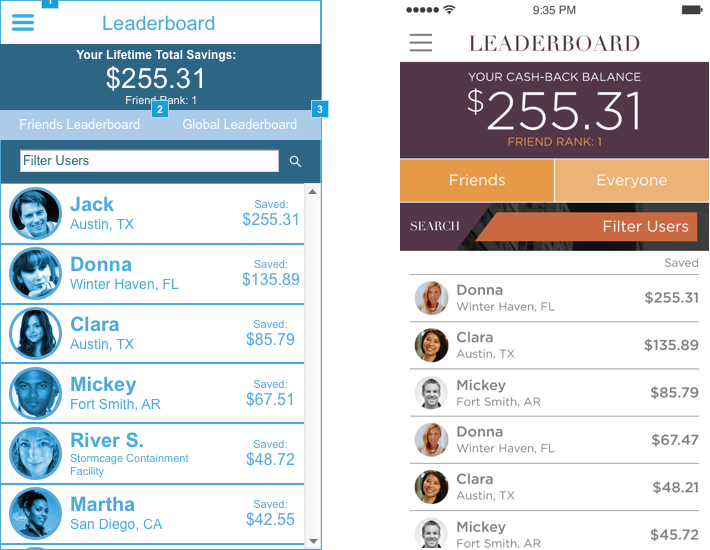 1
Leaderboard
Your Lifetime Total Savings:
$255.31
Friend Rank: 1
2
3
Friends Leaderboard
Global Leaderboard
Filter Users
Jack
Austin, TX
Saved:
$255.31
Donna
Winter Haven, FL
Saved:
$135.89
Clara
Austin, TX
Saved:
$85.79
Mickey
Fort Smith, AR
Saved:
$67.51
River S.
Stormcage Containment
Facility
Saved:
$48.72
Martha
San Diego, CA
Saved:
$42.55
9:35 PM
LEADERBOARD
YOUR CASH-BACK BALANCE
$255.31
FRIEND RANK: 1
Friends
Everyone
SEARCH
Filter Users
Saved
Donna
Winter Haven, FL
$255.31
Clara
Austin, TX
$135.89
Mickey
Fort Smith, AR
$85.79
Donna
Winter Haven, FL
$67.47
Clara
Austin, TX
$48.21
Mickey
Fort Smith, AR
$45.72